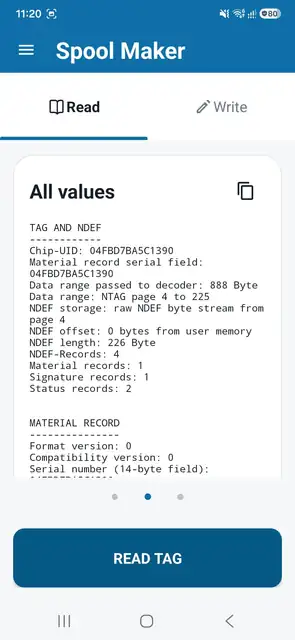 11:20
80
Spool Maker
Read
Write
All values
TAG AND NDEF
------------
Chip-UID: 04FBD7BA5C1390
Material record serial field:
04FBD7BA5C1390
Data range passed to decoder: 888 Byte
Data range: NTAG page 4 to 225
NDEF storage: raw NDEF byte stream from
page 4
NDEF offset: 0 bytes from user memory
NDEF length: 226 Byte
NDEF-Records: 4
Material records: 1
Signature records: 1
Status records: 2
MATERIAL RECORD
---------------
Format version: 0
Compatibility version: 0
Serial number (14-byte field):
READ TAG